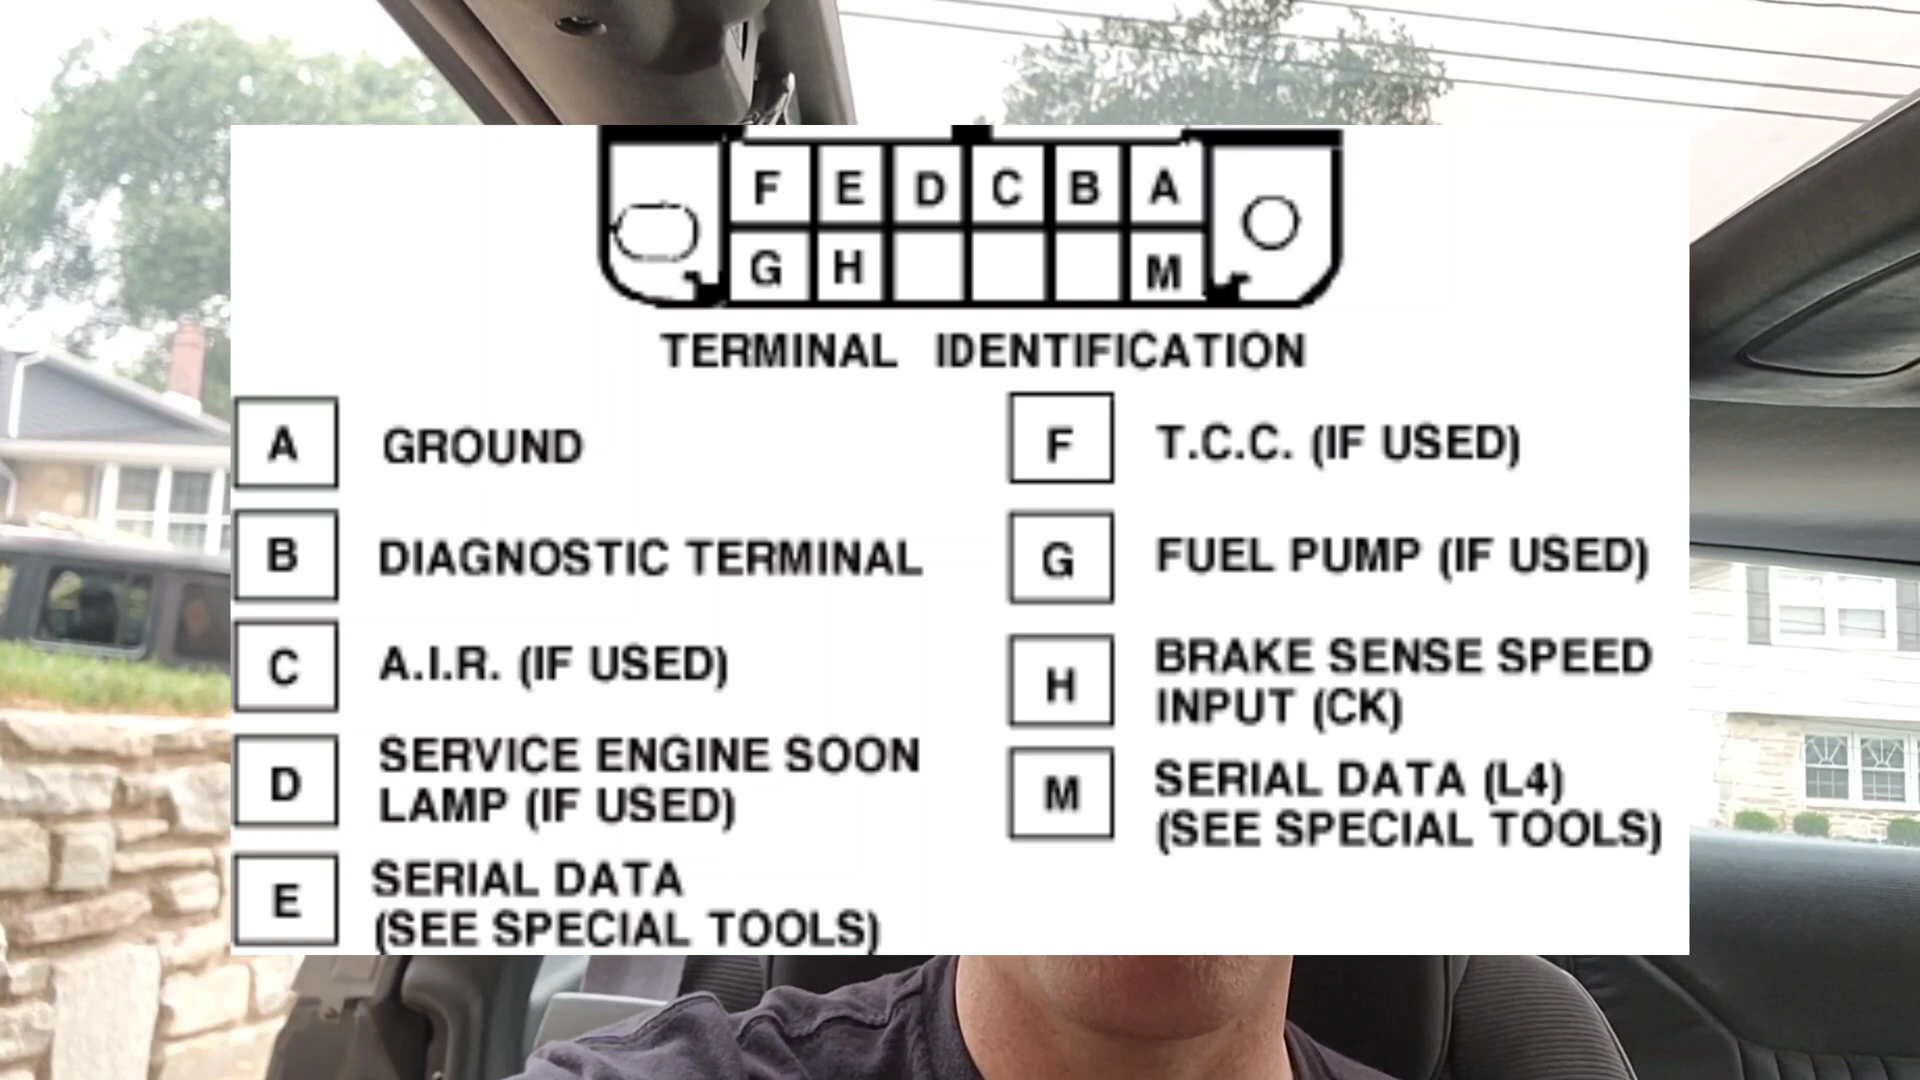 F E D C B A
G H M
TERMINAL IDENTIFICATION
A GROUND
B DIAGNOSTIC TERMINAL
C A.I.R. (IF USED)
D SERVICE ENGINE SOON
LAMP (IF USED)
E SERIAL DATA
(SEE SPECIAL TOOLS)
F T.C.C. (IF USED)
G FUEL PUMP (IF USED)
H BRAKE SENSE SPEED
INPUT (CK)
M SERIAL DATA (L4)
(SEE SPECIAL TOOLS)